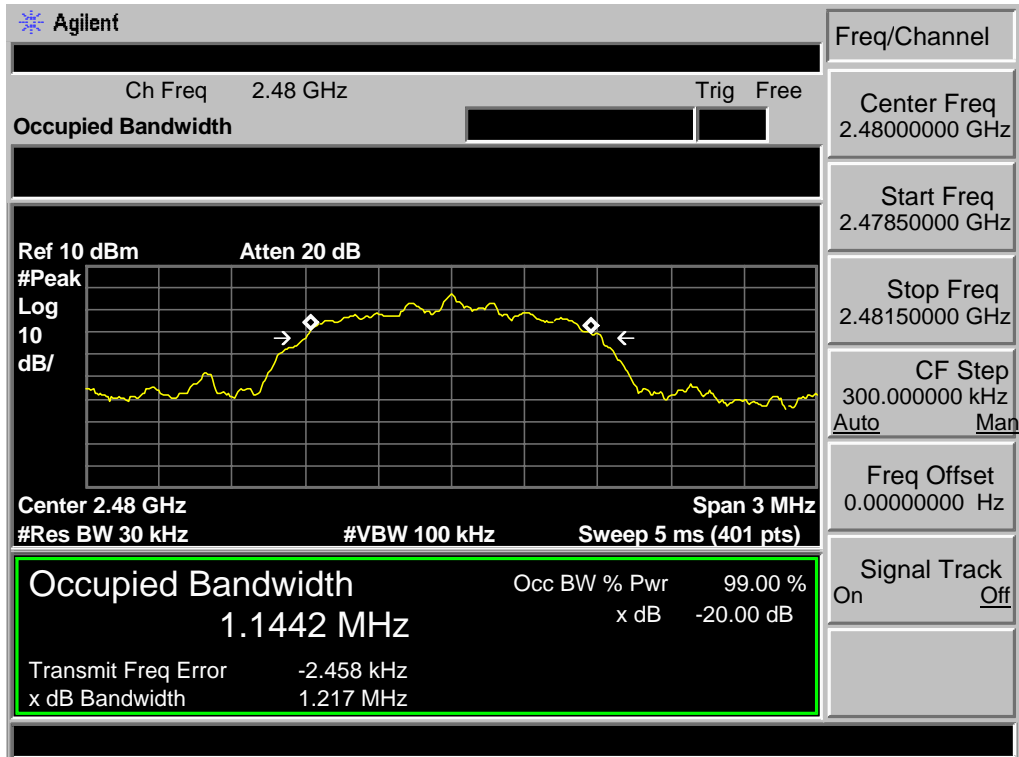 Agilent
Freq/Channel
Ch Freq 2.48 GHz Trig Free
Occupied Bandwidth
Center Freq
2.48000000 GHz
Start Freq
2.47850000 GHz
Stop Freq
2.48150000 GHz
CF Step
300.000000 kHz
Auto Man
Freq Offset
0.00000000 Hz
Signal Track
On Off
Ref 10 dBm Atten 20 dB
#Peak
Log
10
dB/
Center 2.48 GHz Span 3 MHz
#Res BW 30 kHz #VBW 100 kHz Sweep 5 ms (401 pts)
Occupied Bandwidth Occ BW % Pwr 99.00 %
1.1442 MHz x dB -20.00 dB
Transmit Freq Error -2.458 kHz
x dB Bandwidth 1.217 MHz